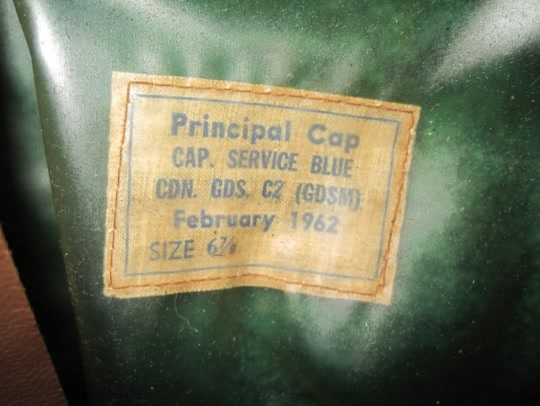 Principal Cap
CAP. SERVICE BLUE
CDN. GDS. C2 (GDSM)
February 1962
SIZE 6⅞